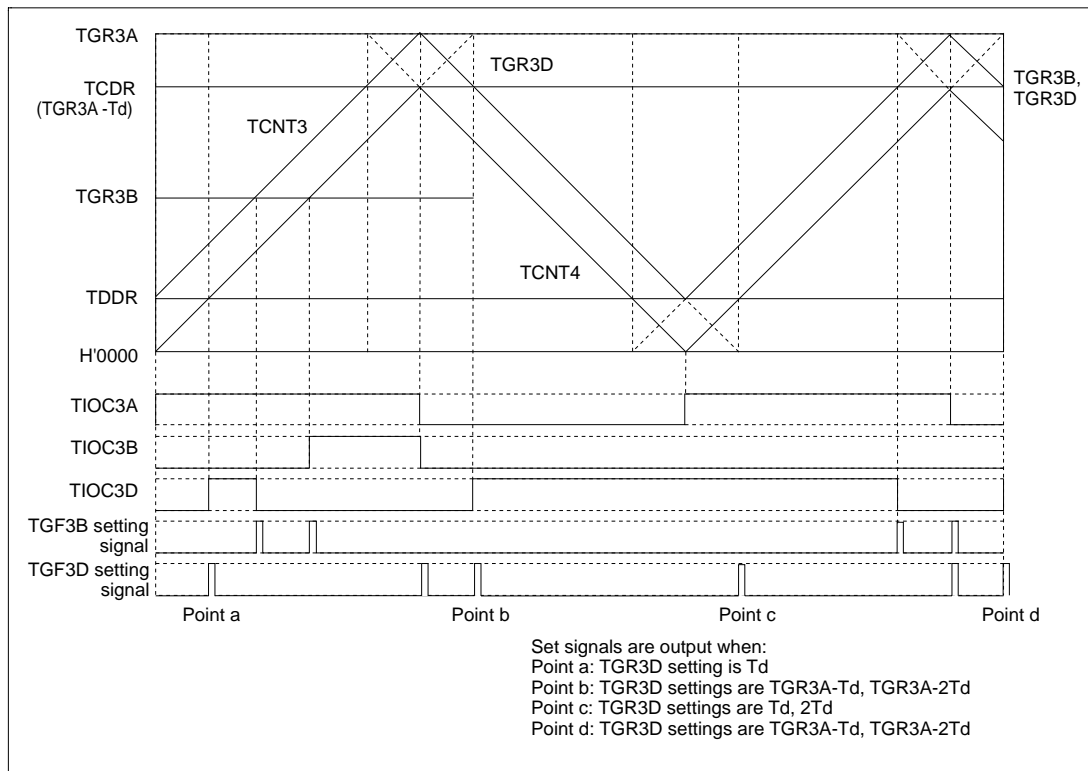 TGR3A
TGR3D
TGR3B,
TGR3D
TCDR
(TGR3A -Td)
TCNT3
TGR3B
TCNT4
TDDR
H'0000
TIOC3A
TIOC3B
TIOC3D
TGF3B setting
signal
TGF3D setting
signal
Point a
Point b
Point c
Point d
Set signals are output when:
Point a: TGR3D setting is Td
Point b: TGR3D settings are TGR3A-Td, TGR3A-2Td
Point c: TGR3D settings are Td, 2Td
Point d: TGR3D settings are TGR3A-Td, TGR3A-2Td